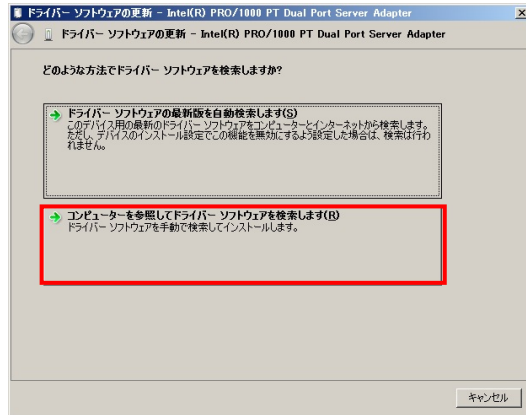 ドライバー ソフトウェアの更新 - Intel(R) PRO/1000 PT Dual Port Server Adapter
ドライバー ソフトウェアの更新 - Intel(R) PRO/1000 PT Dual Port Server Adapter
どのような方法でドライバー ソフトウェアを検索しますか?
ドライバー ソフトウェアの最新版を自動検索します(S)
このデバイス用の最新のドライバー ソフトウェアをコンピューターとインターネットから検索します。
ただし、デバイスのインストール設定でこの機能を無効にするよう設定した場合は、検索は行わ
れません。
コンピューターを参照してドライバー ソフトウェアを検索します(R)
ドライバー ソフトウェアを手動で検索してインストールします。
キャンセル